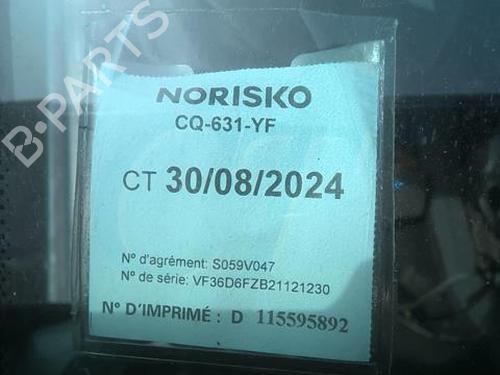 NORISKO
CQ-631-YF
CT 30/08/2024
N° d'agrément: S059V047
N° de série: VF36D6FZB21121230
N° D'IMPRIMÉ : D 115595892
B-PARTS